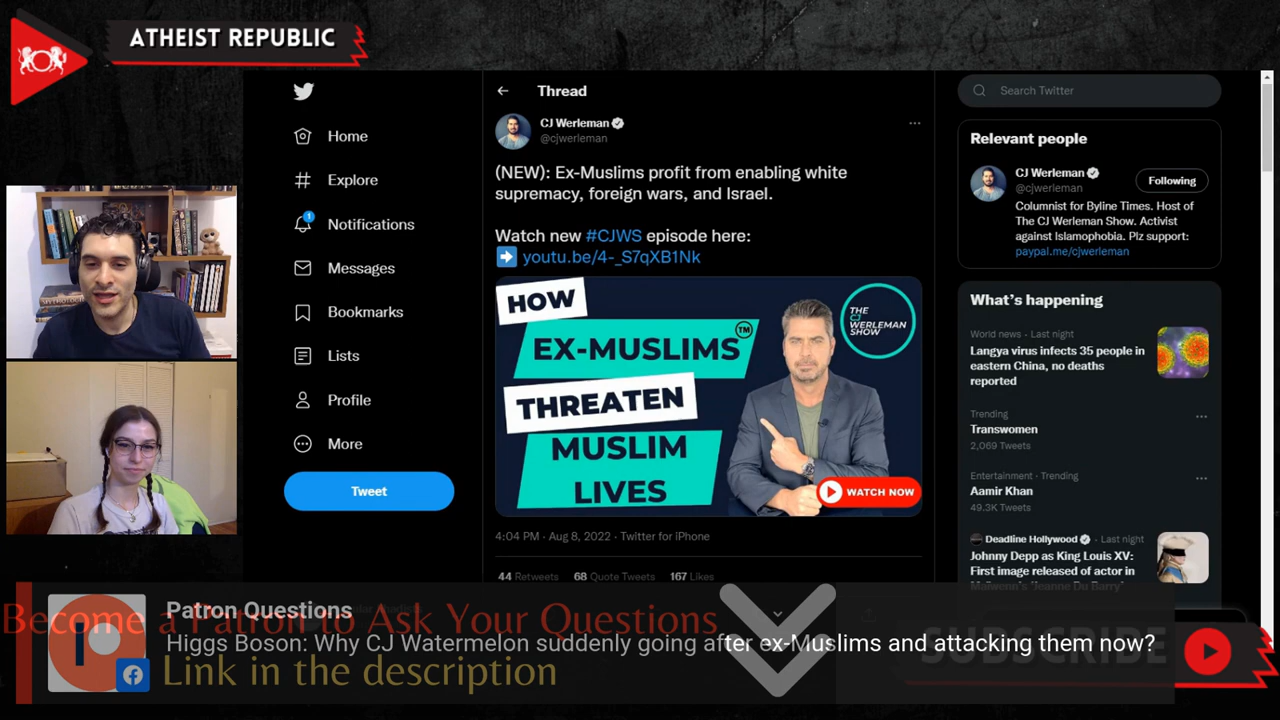 ATHEIST REPUBLIC
Home
Explore
1
Notifications
Messages
Bookmarks
Lists
Profile
More
Tweet
Thread
CJ Werleman
@cjwerleman
(NEW): Ex-Muslims profit from enabling white
supremacy, foreign wars, and Israel.
Watch new #CJWS episode here:
youtu.be/4-_S7qXB1Nk
HOW
EX-MUSLIMS
TM
THREATEN
MUSLIM
LIVES
THE
CJ
WERLEMAN
SHOW
WATCH NOW
4:04 PM · Aug 8, 2022 · Twitter for iPhone
44 Retweets 68 Quote Tweets 167 Likes
Search Twitter
Relevant people
CJ Werleman
@cjwerleman
Following
Columnist for Byline Times. Host of
The CJ Werleman Show. Activist
against Islamophobia. Plz support:
paypal.me/cjwerleman
What's happening
World news · Last night
Langya virus infects 35 people in
eastern China, no deaths
reported
Trending
Transwomen
2,069 Tweets
Entertainment · Trending
Aamir Khan
49.3K Tweets
Deadline Hollywood · Last night
Johnny Depp as King Louis XV:
First image released of actor in
Maïwenn's 'Jeanne Du Barry'
Patron Questions
Become a Patron to Ask Your Questions
Higgs Boson: Why CJ Watermelon suddenly going after ex-Muslims and attacking them now?
SUBSCRIBE
Link in the description